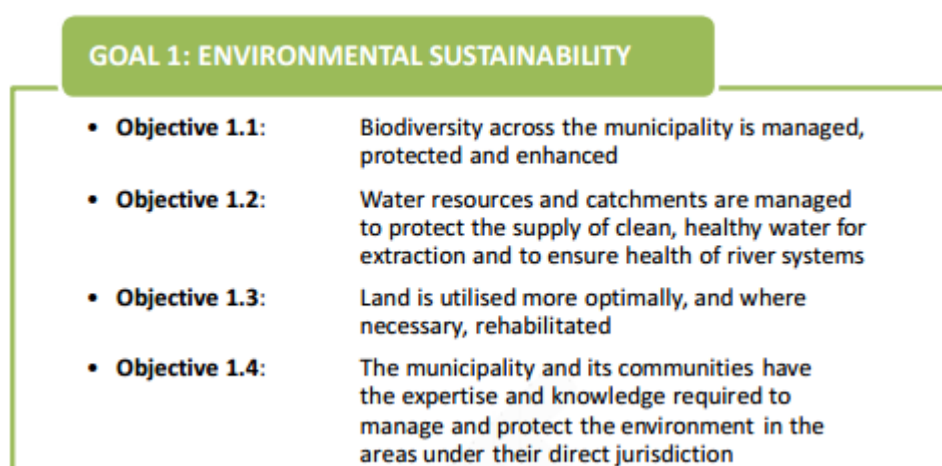 GOAL 1: ENVIRONMENTAL SUSTAINABILITY
• Objective 1.1: Biodiversity across the municipality is managed,
protected and enhanced
• Objective 1.2: Water resources and catchments are managed
to protect the supply of clean, healthy water for
extraction and to ensure health of river systems
• Objective 1.3: Land is utilised more optimally, and where
necessary, rehabilitated
• Objective 1.4: The municipality and its communities have
the expertise and knowledge required to
manage and protect the environment in the
areas under their direct jurisdiction